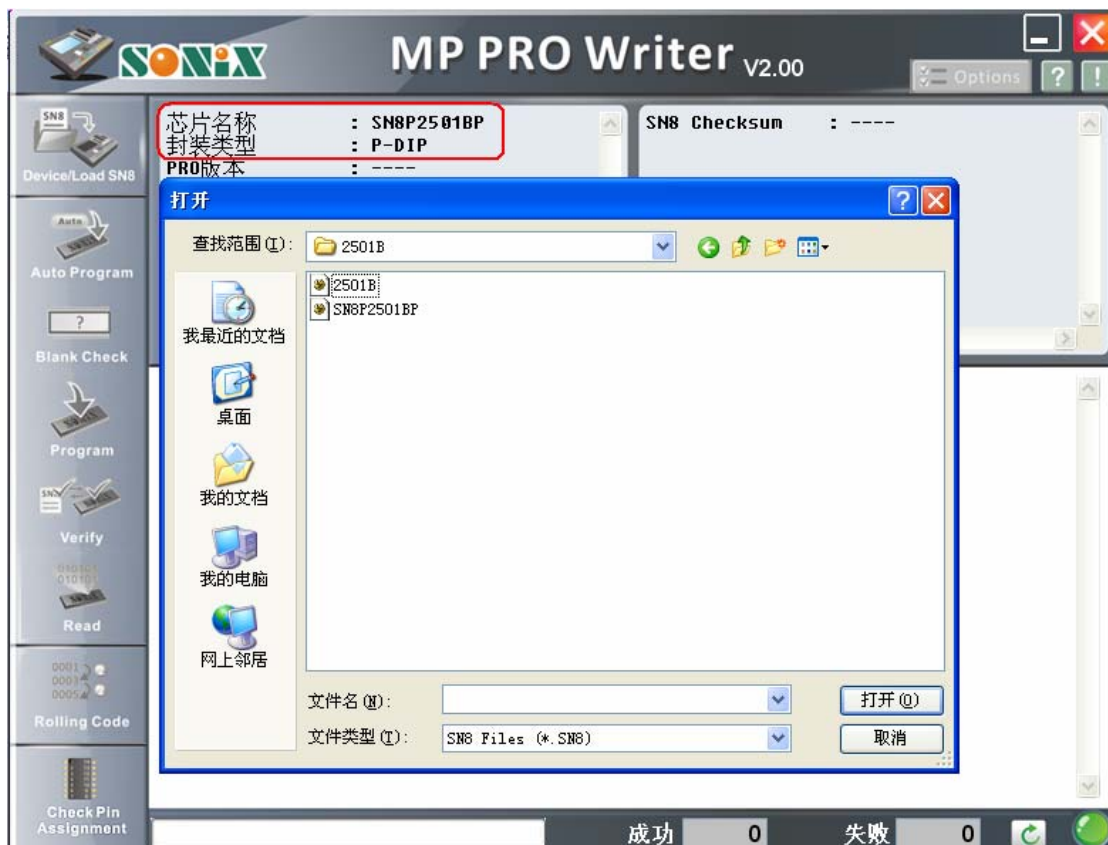 SONiX MP PRO Writer V2.00
Options ? !
SN8
Device/Load SN8
Auto
Auto Program
?
Blank Check
Program
Verify
Read
Rolling Code
Check Pin
Assignment
芯片名称 : SN8P2501BP
封装类型 : P-DIP
PRO版本 : ----
SN8 Checksum : ----
打开
查找范围(I): 2501B
我最近的文档
桌面
我的文档
我的电脑
网上邻居
2501B
SN8P2501BP
文件名(N):
打开(O)
文件类型(T): SN8 Files (*.SN8)
取消
成功 0 失败 0